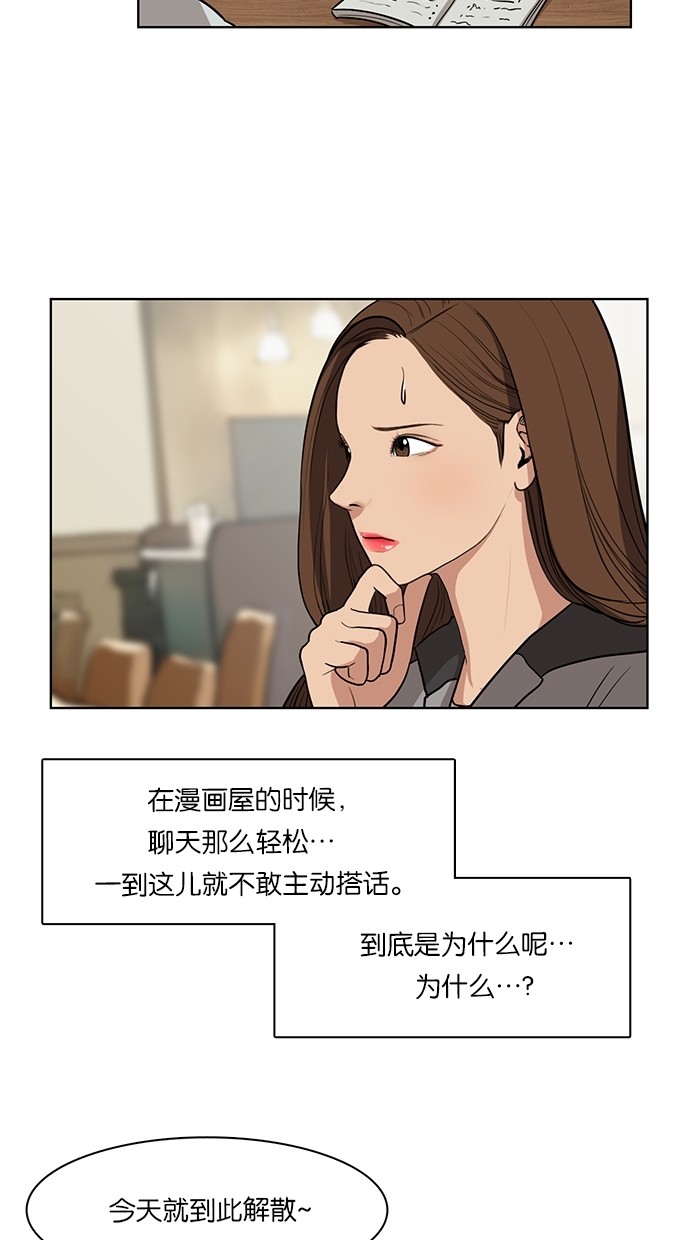 在漫画屋的时候，
聊天那么轻松…
一到这儿就不敢主动搭话。
到底是为什么呢…
为什么…?
今天就到此解散~